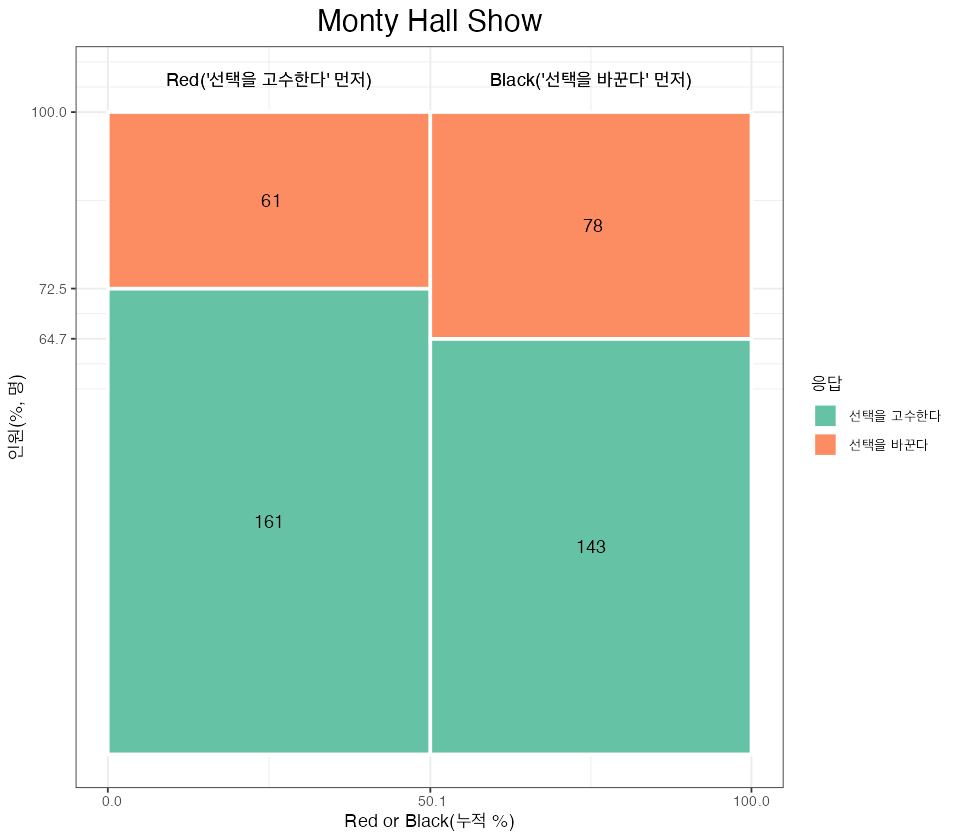 Monty Hall Show
Red('선택을 고수한다' 먼저)
Black('선택을 바꾼다' 먼저)
100.0
72.5
64.7
인원(%, 명)
61
78
161
143
응답
선택을 고수한다
선택을 바꾼다
0.0
50.1
100.0
Red or Black(누적 %)